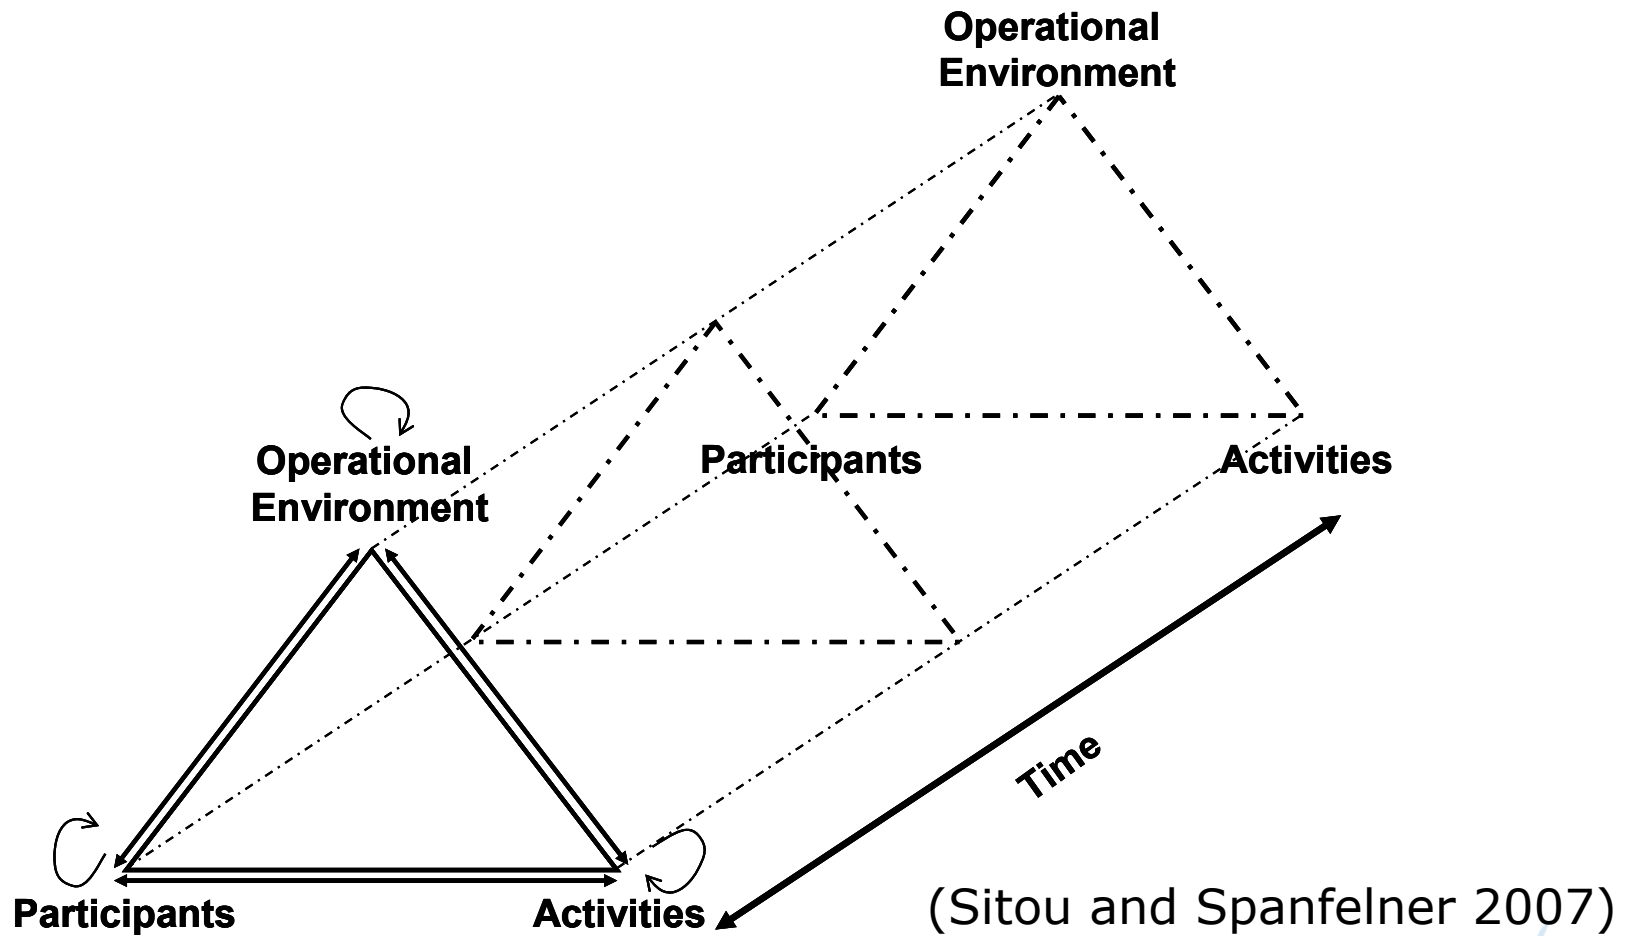 Operational
Environment
Operational
Environment
Participants
Activities
Time
Participants
Activities
(Sitou and Spanfelner 2007)